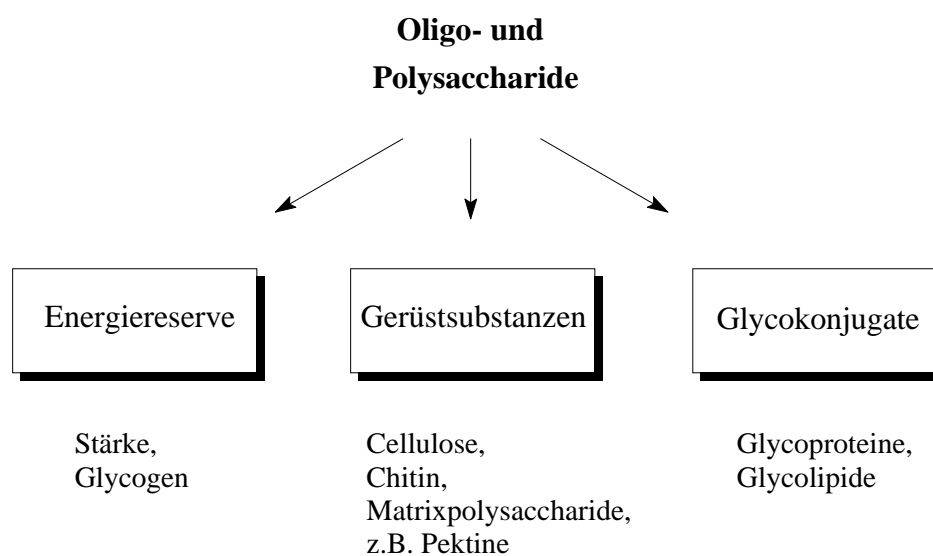 Oligo- und
Polysaccharide
Energiereserve
Gerüstsubstanzen
Glycokonjugate
Stärke,
Glycogen
Cellulose,
Chitin,
Matrixpolysaccharide,
z.B. Pektine
Glycoproteine,
Glycolipide